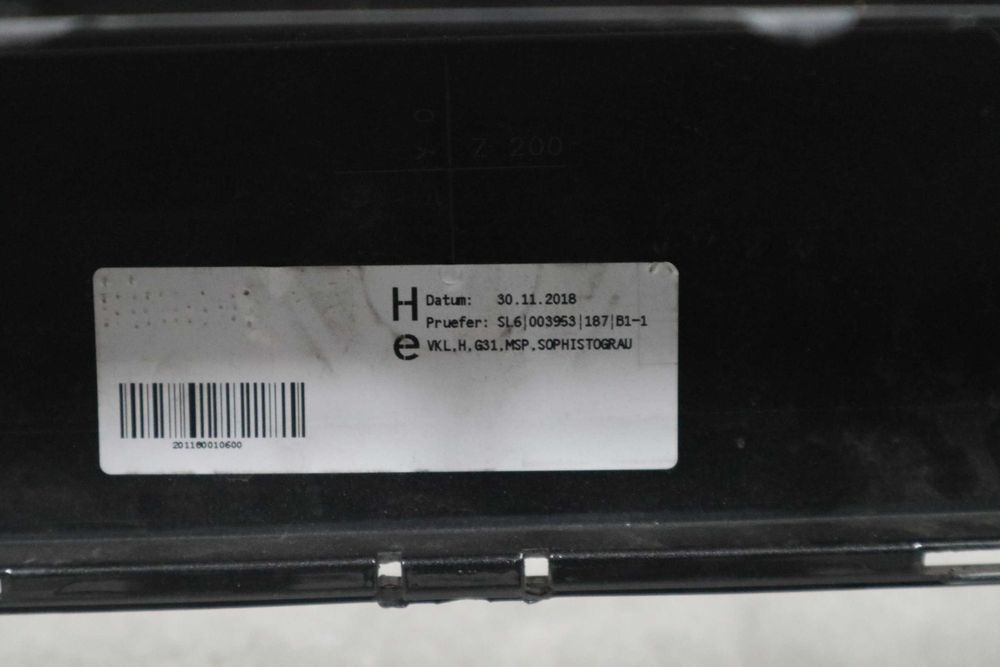 Z 200
H Datum: 30.11.2018
Pruefer: SL6|003953|187|B1-1
e VKL,H,G31,MSP,SOPHISTOGRAU
201180010600